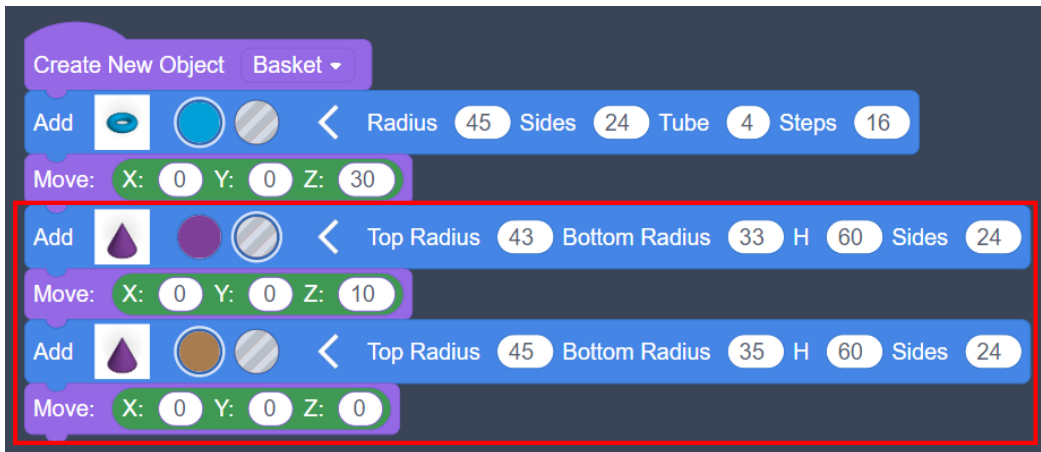 Create New Object Basket
Add Radius 45 Sides 24 Tube 4 Steps 16
Move: X: 0 Y: 0 Z: 30
Add Top Radius 43 Bottom Radius 33 H 60 Sides 24
Move: X: 0 Y: 0 Z: 10
Add Top Radius 45 Bottom Radius 35 H 60 Sides 24
Move: X: 0 Y: 0 Z: 0